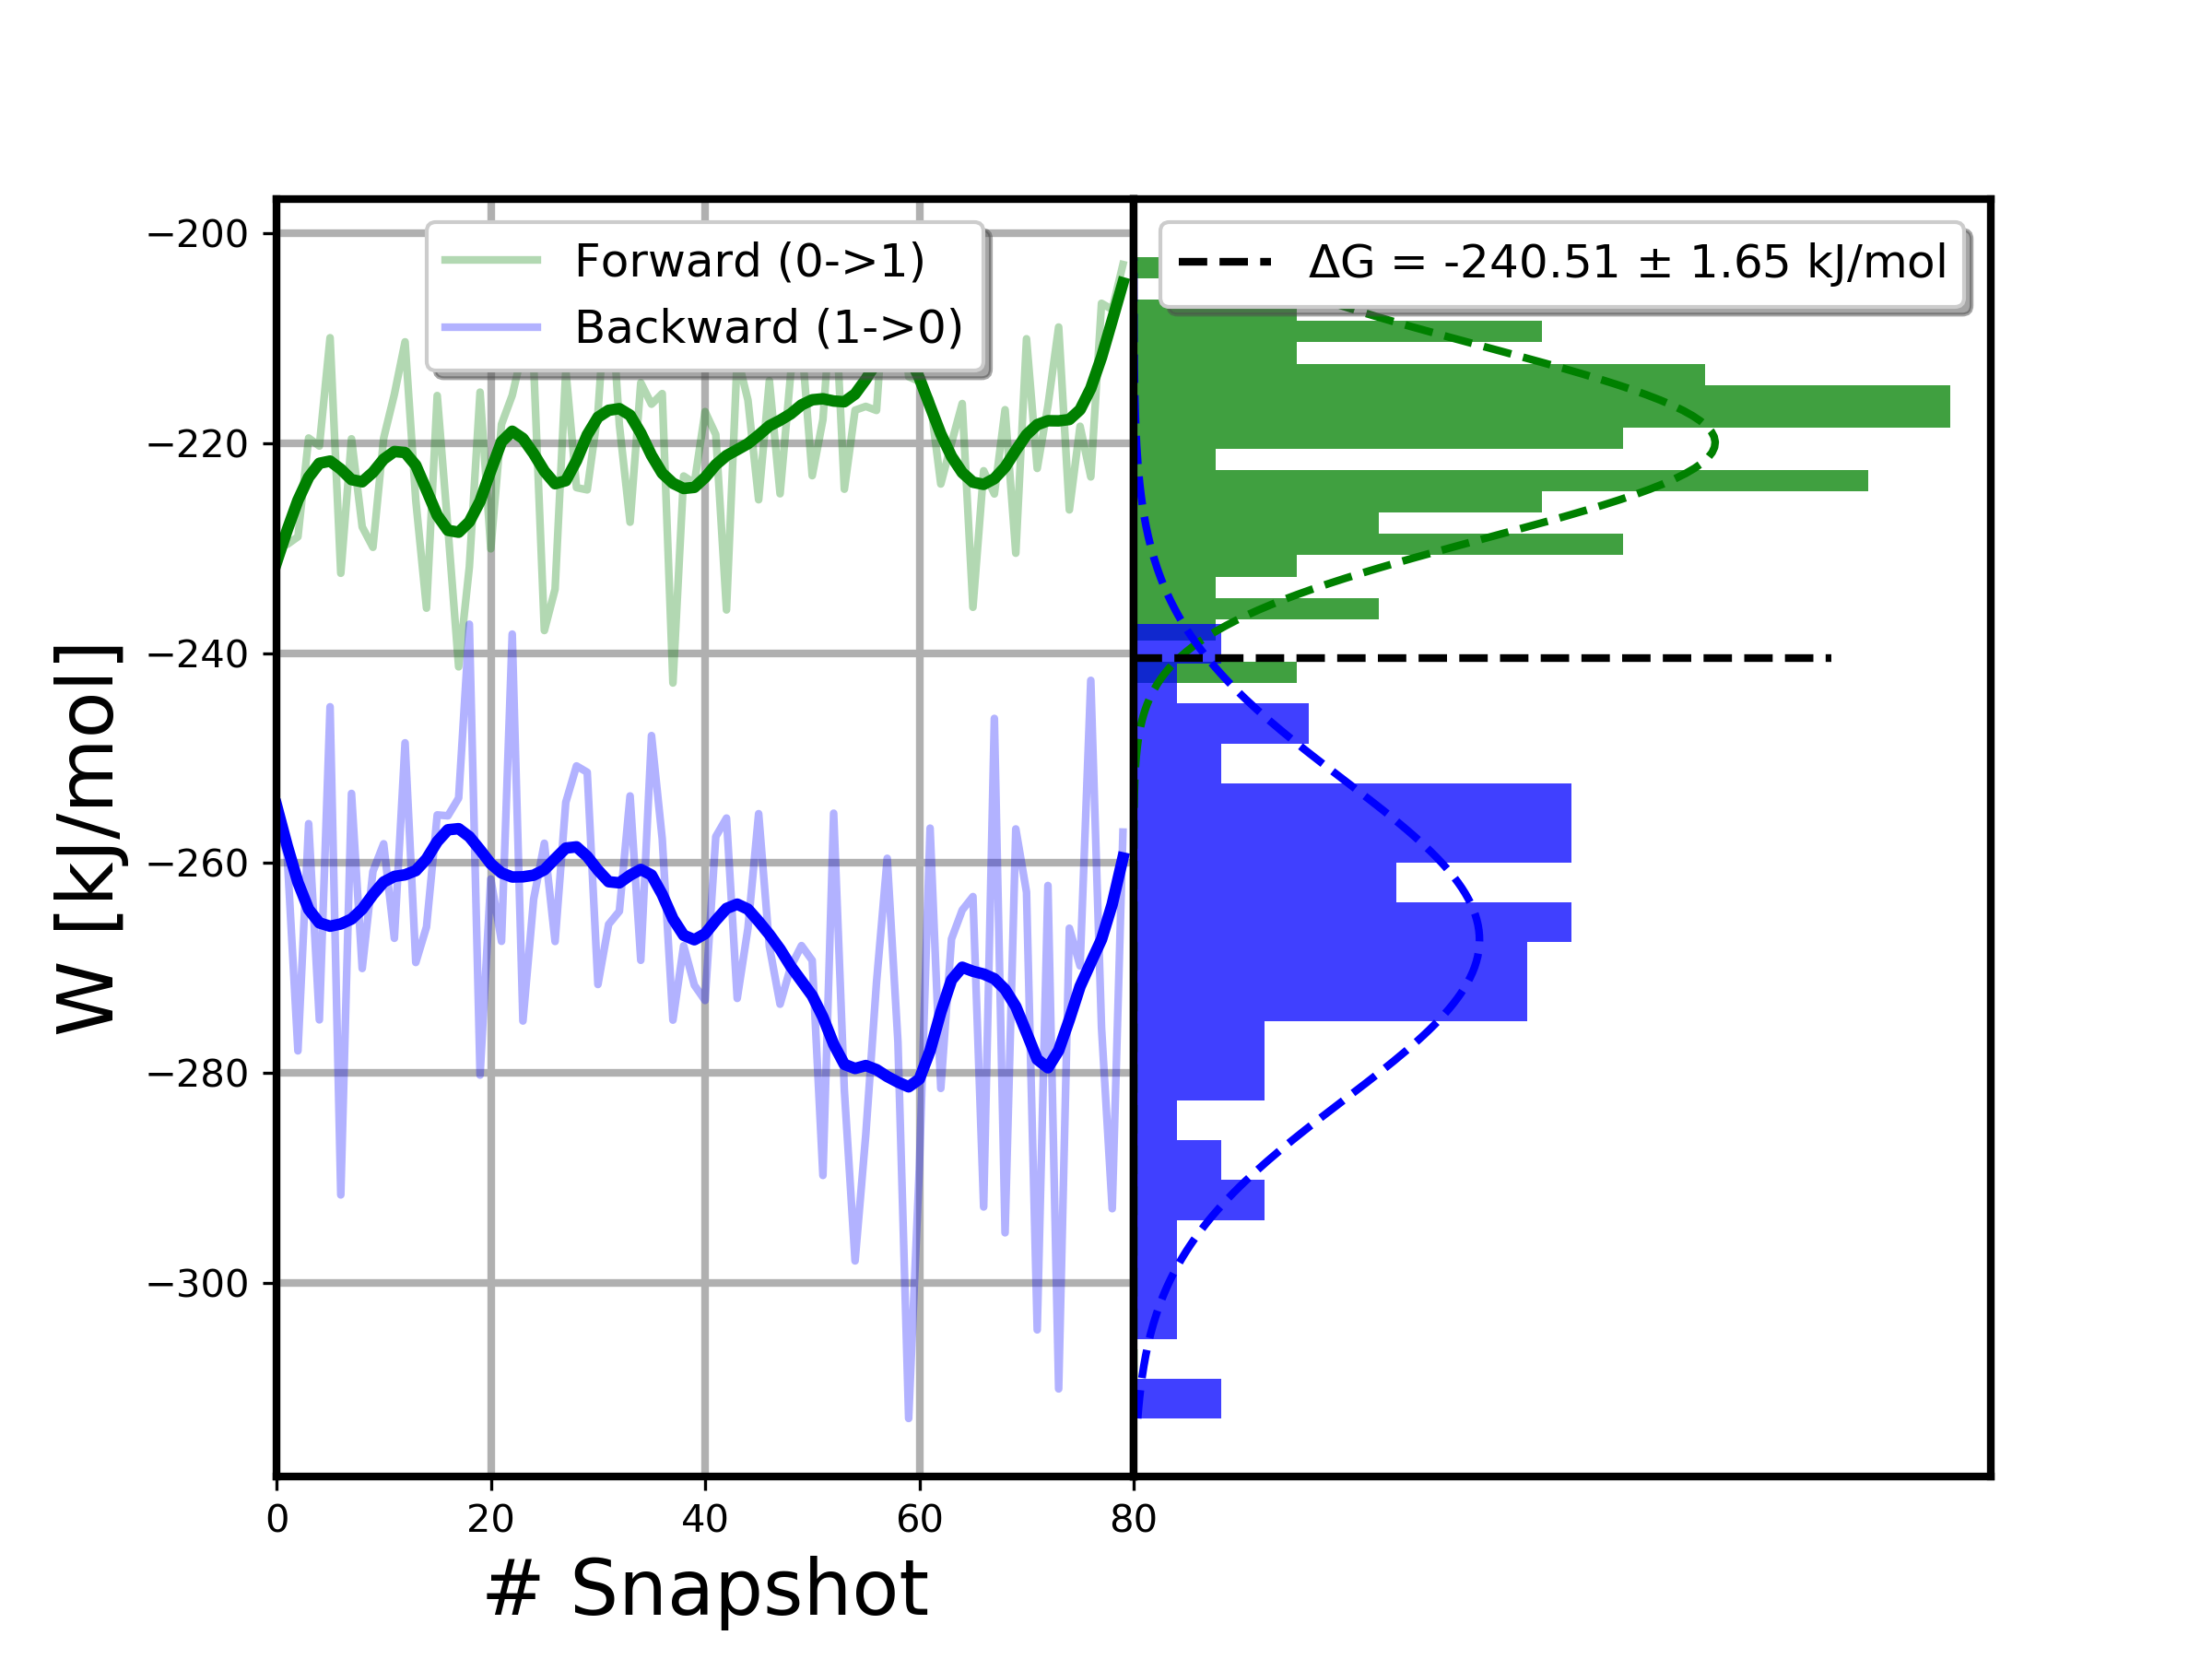 −200
−220
−240
−260
−280
−300
W [kJ/mol]
Forward (0->1)
Backward (1->0)
ΔG = -240.51 ± 1.65 kJ/mol
0 20 40 60 80
# Snapshot